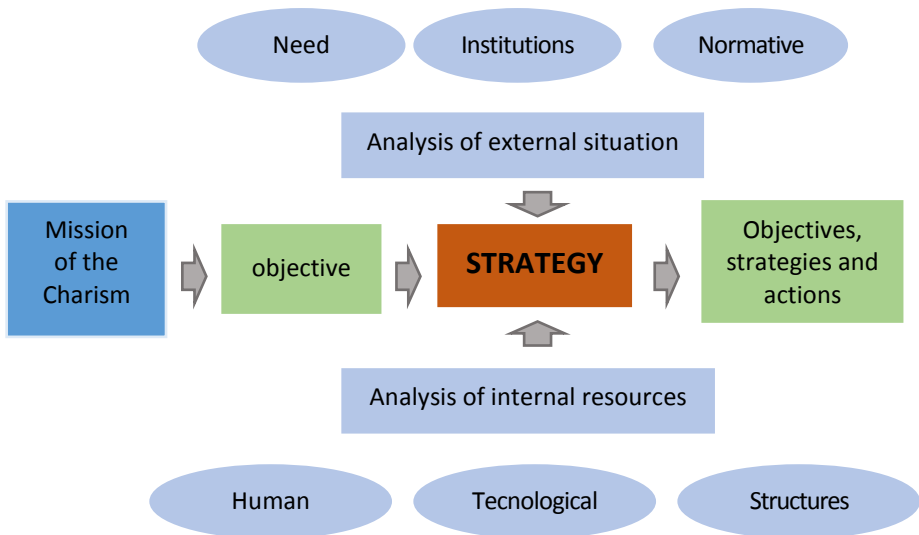 Need
Institutions
Normative
Analysis of external situation
Mission
of the
Charism
objective
STRATEGY
Objectives,
strategies and
actions
Analysis of internal resources
Human
Tecnological
Structures